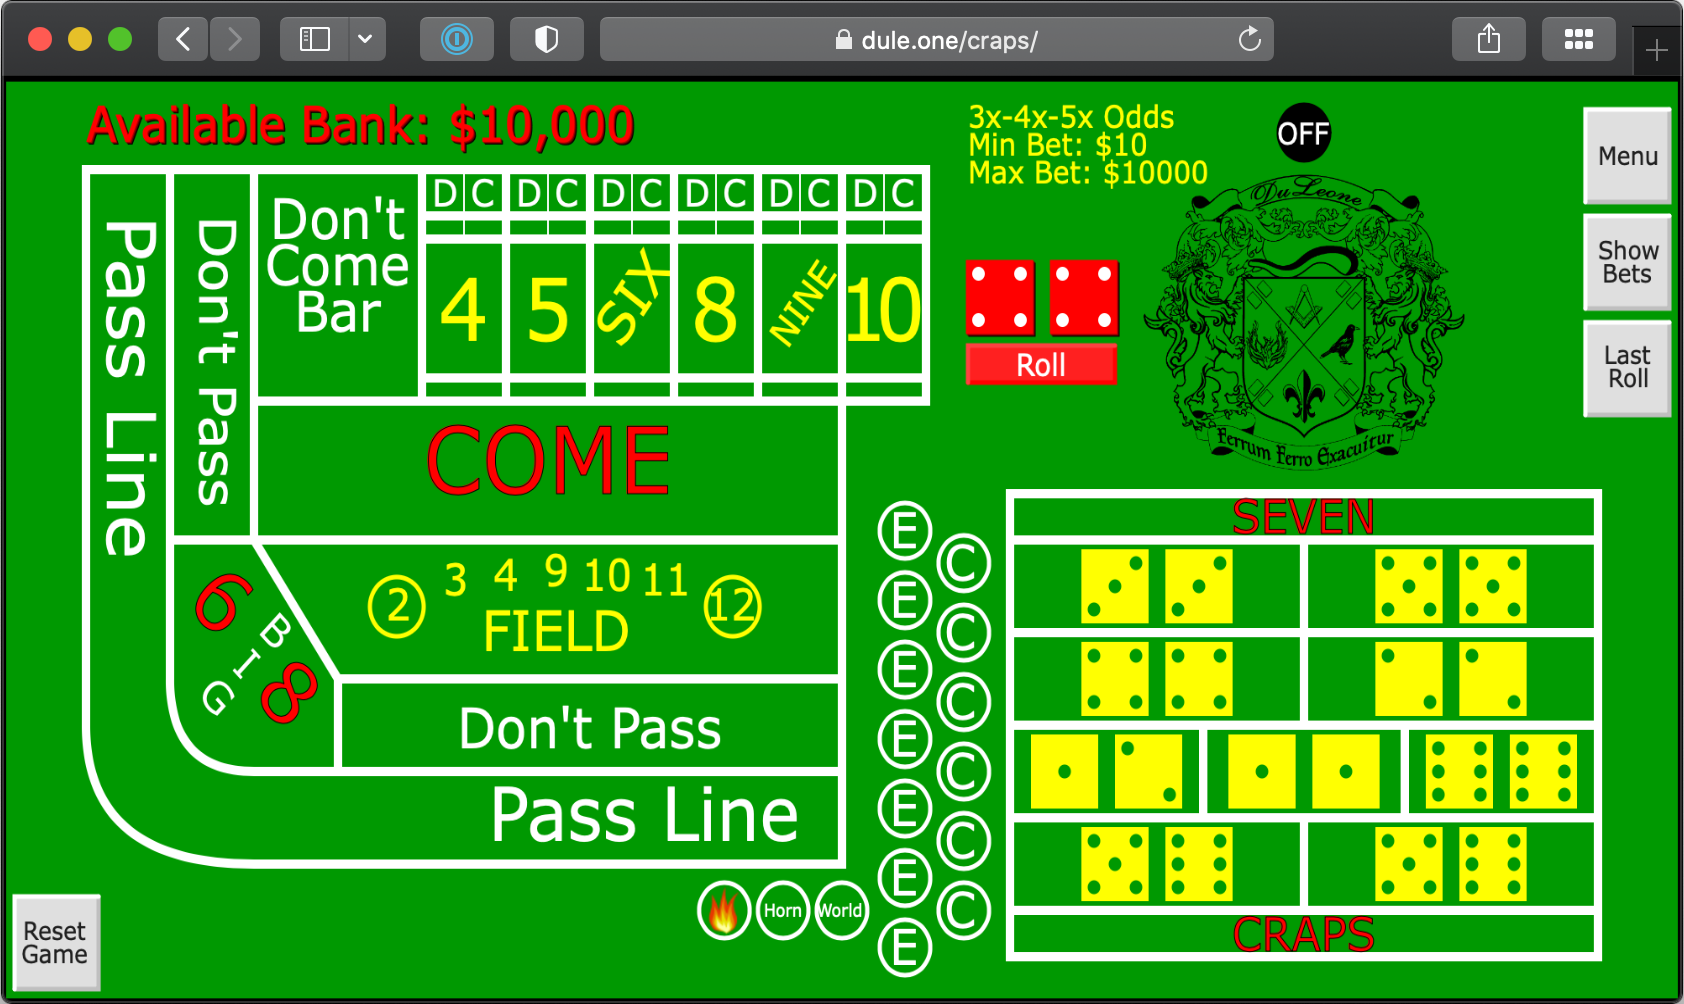 dule.one/craps/
Available Bank: $10,000
3x-4x-5x Odds
Min Bet: $10
Max Bet: $10000
OFF
Menu
Show
Bets
Last
Roll
Pass Line
Don't Pass
Don't
Come
Bar
D C D C D C D C D C D C
4 5 SIX 8 NINE 10
Roll
DuLeone
Ferrum Ferro Exacuitur
COME
2 3 4 9 10 11 12
FIELD
6
BIG
8
Don't Pass
Pass Line
E
E
E
E
E
E
E
C
C
C
C
C
C
SEVEN
CRAPS
Horn
World
Reset
Game